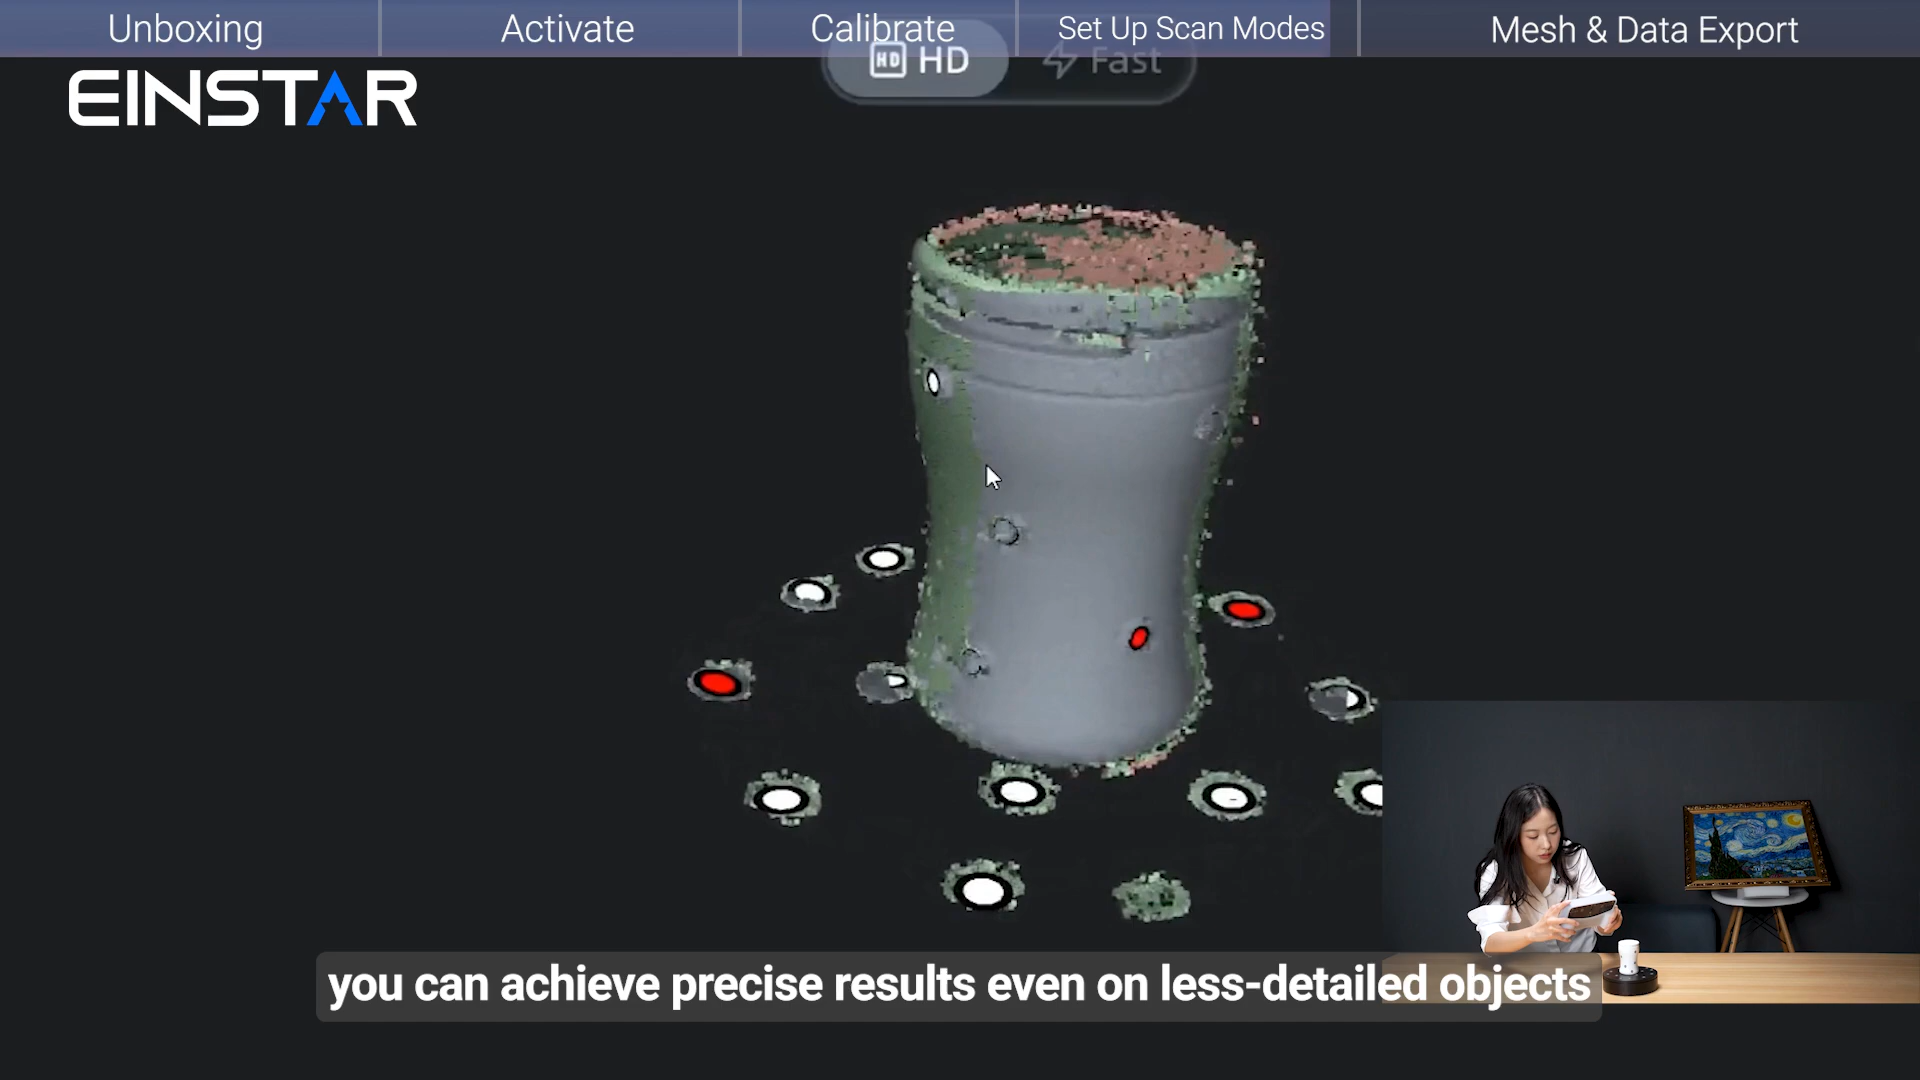 Unboxing
Activate
Calibrate
Set Up Scan Modes
Mesh & Data Export
HD HD
Fast
EINSTAR
you can achieve precise results even on less-detailed objects